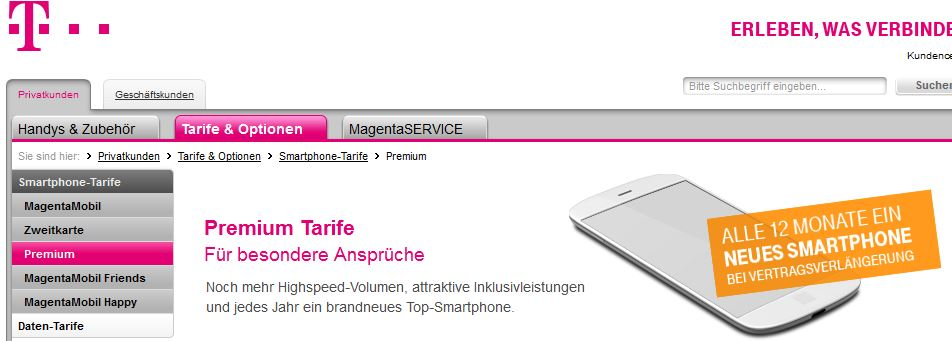 T
ERLEBEN, WAS VERBINDE
Kundence
Privatkunden
Geschäftskunden
Bitte Suchbegriff eingeben...
Suchen
Handys & Zubehör
Tarife & Optionen
MagentaSERVICE
Sie sind hier: Privatkunden Tarife & Optionen Smartphone-Tarife Premium
Smartphone-Tarife
MagentaMobil
Zweitkarte
Premium
MagentaMobil Friends
MagentaMobil Happy
Daten-Tarife
Premium Tarife
Für besondere Ansprüche
Noch mehr Highspeed-Volumen, attraktive Inklusivleistungen
und jedes Jahr ein brandneues Top-Smartphone.
ALLE 12 MONATE EIN
NEUES SMARTPHONE
BEI VERTRAGSVERLÄNGERUNG